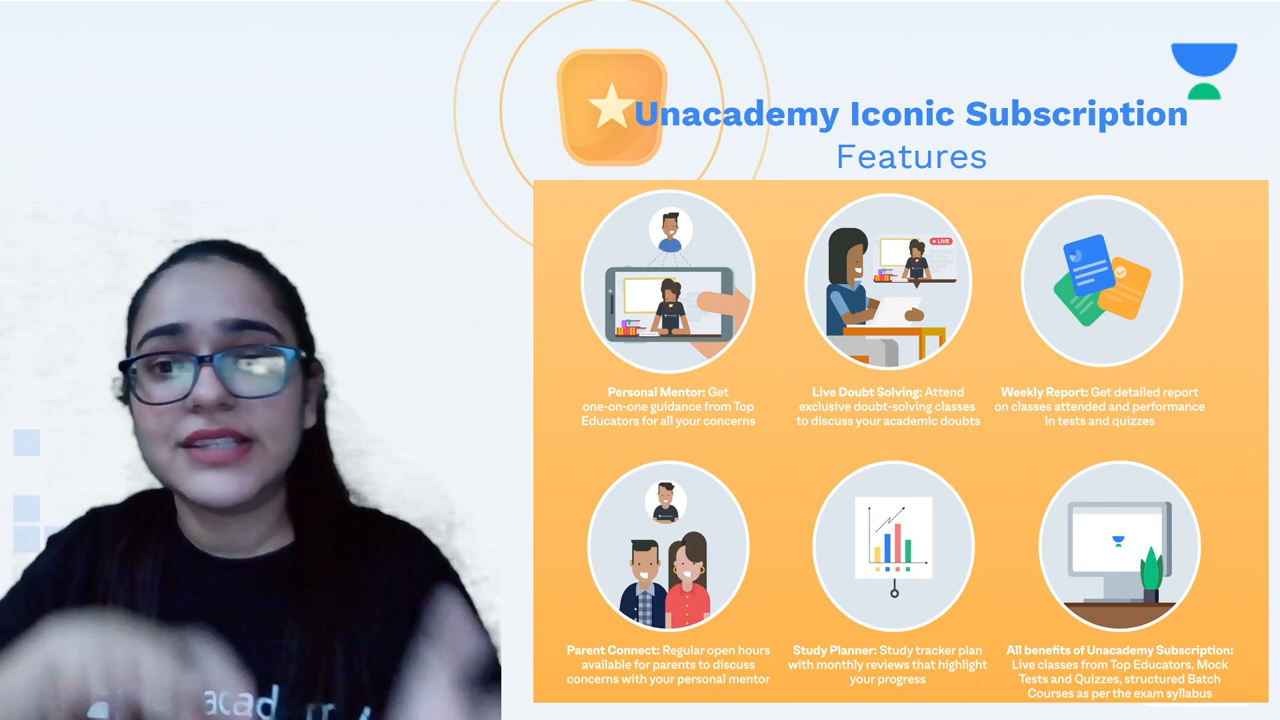 Unacademy Iconic Subscription
Features
LIVE
Personal Mentor: Get
one-on-one guidance from Top
Educators for all your concerns
Live Doubt Solving: Attend
exclusive doubt-solving classes
to discuss your academic doubts
Weekly Report: Get detailed report
on classes attended and performance
in tests and quizzes
Parent Connect: Regular open hours
available for parents to discuss
concerns with your personal mentor
Study Planner: Study tracker plan
with monthly reviews that highlight
your progress
All benefits of Unacademy Subscription:
Live classes from Top Educators, Mock
Tests and Quizzes, structured Batch
Courses as per the exam syllabus